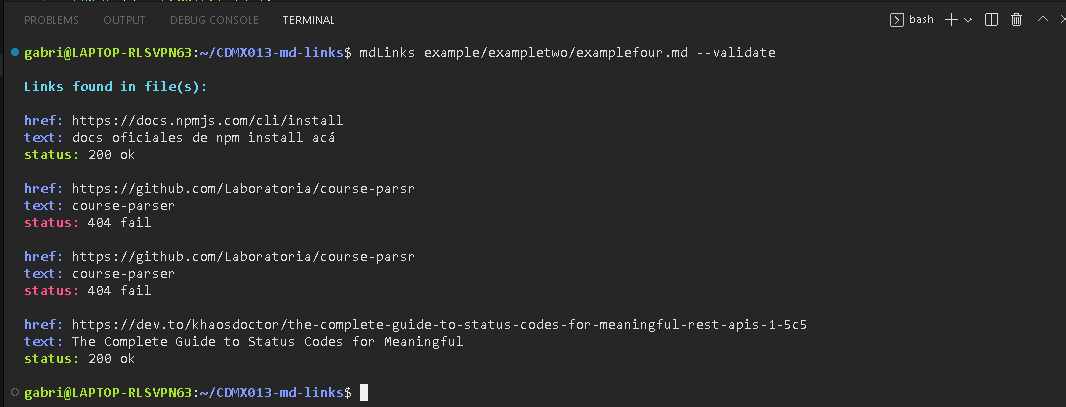 PROBLEMS OUTPUT DEBUG CONSOLE TERMINAL bash
gabri@LAPTOP-RLSVPN63:~/CDMX013-md-links$ mdLinks example/exampletwo/examplefour.md --validate
Links found in file(s):
href: https://docs.npmjs.com/cli/install
text: docs oficiales de npm install acá
status: 200 ok
href: https://github.com/Laboratoria/course-parsr
text: course-parser
status: 404 fail
href: https://github.com/Laboratoria/course-parsr
text: course-parser
status: 404 fail
href: https://dev.to/khaosdoctor/the-complete-guide-to-status-codes-for-meaningful-rest-apis-1-5c5
text: The Complete Guide to Status Codes for Meaningful
status: 200 ok
gabri@LAPTOP-RLSVPN63:~/CDMX013-md-links$